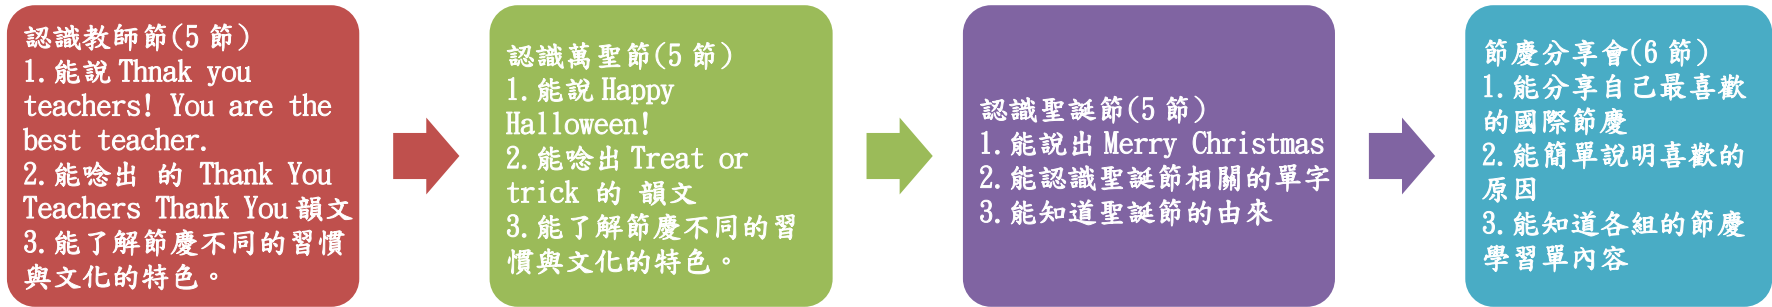 認識教師節(5 節)
1.能說 Thnak you
teachers! You are the
best teacher.
2.能唸出 的 Thank You
Teachers Thank You 韻文
3.能了解節慶不同的習慣
與文化的特色。
認識萬聖節(5 節)
1.能說 Happy
Halloween!
2.能唸出 Treat or
trick 的 韻文
3.能了解節慶不同的習
慣與文化的特色。
認識聖誕節(5 節)
1.能說出 Merry Christmas
2.能認識聖誕節相關的單字
3.能知道聖誕節的由來
節慶分享會(6 節)
1.能分享自己最喜歡
的國際節慶
2.能簡單說明喜歡的
原因
3.能知道各組的節慶
學習單內容